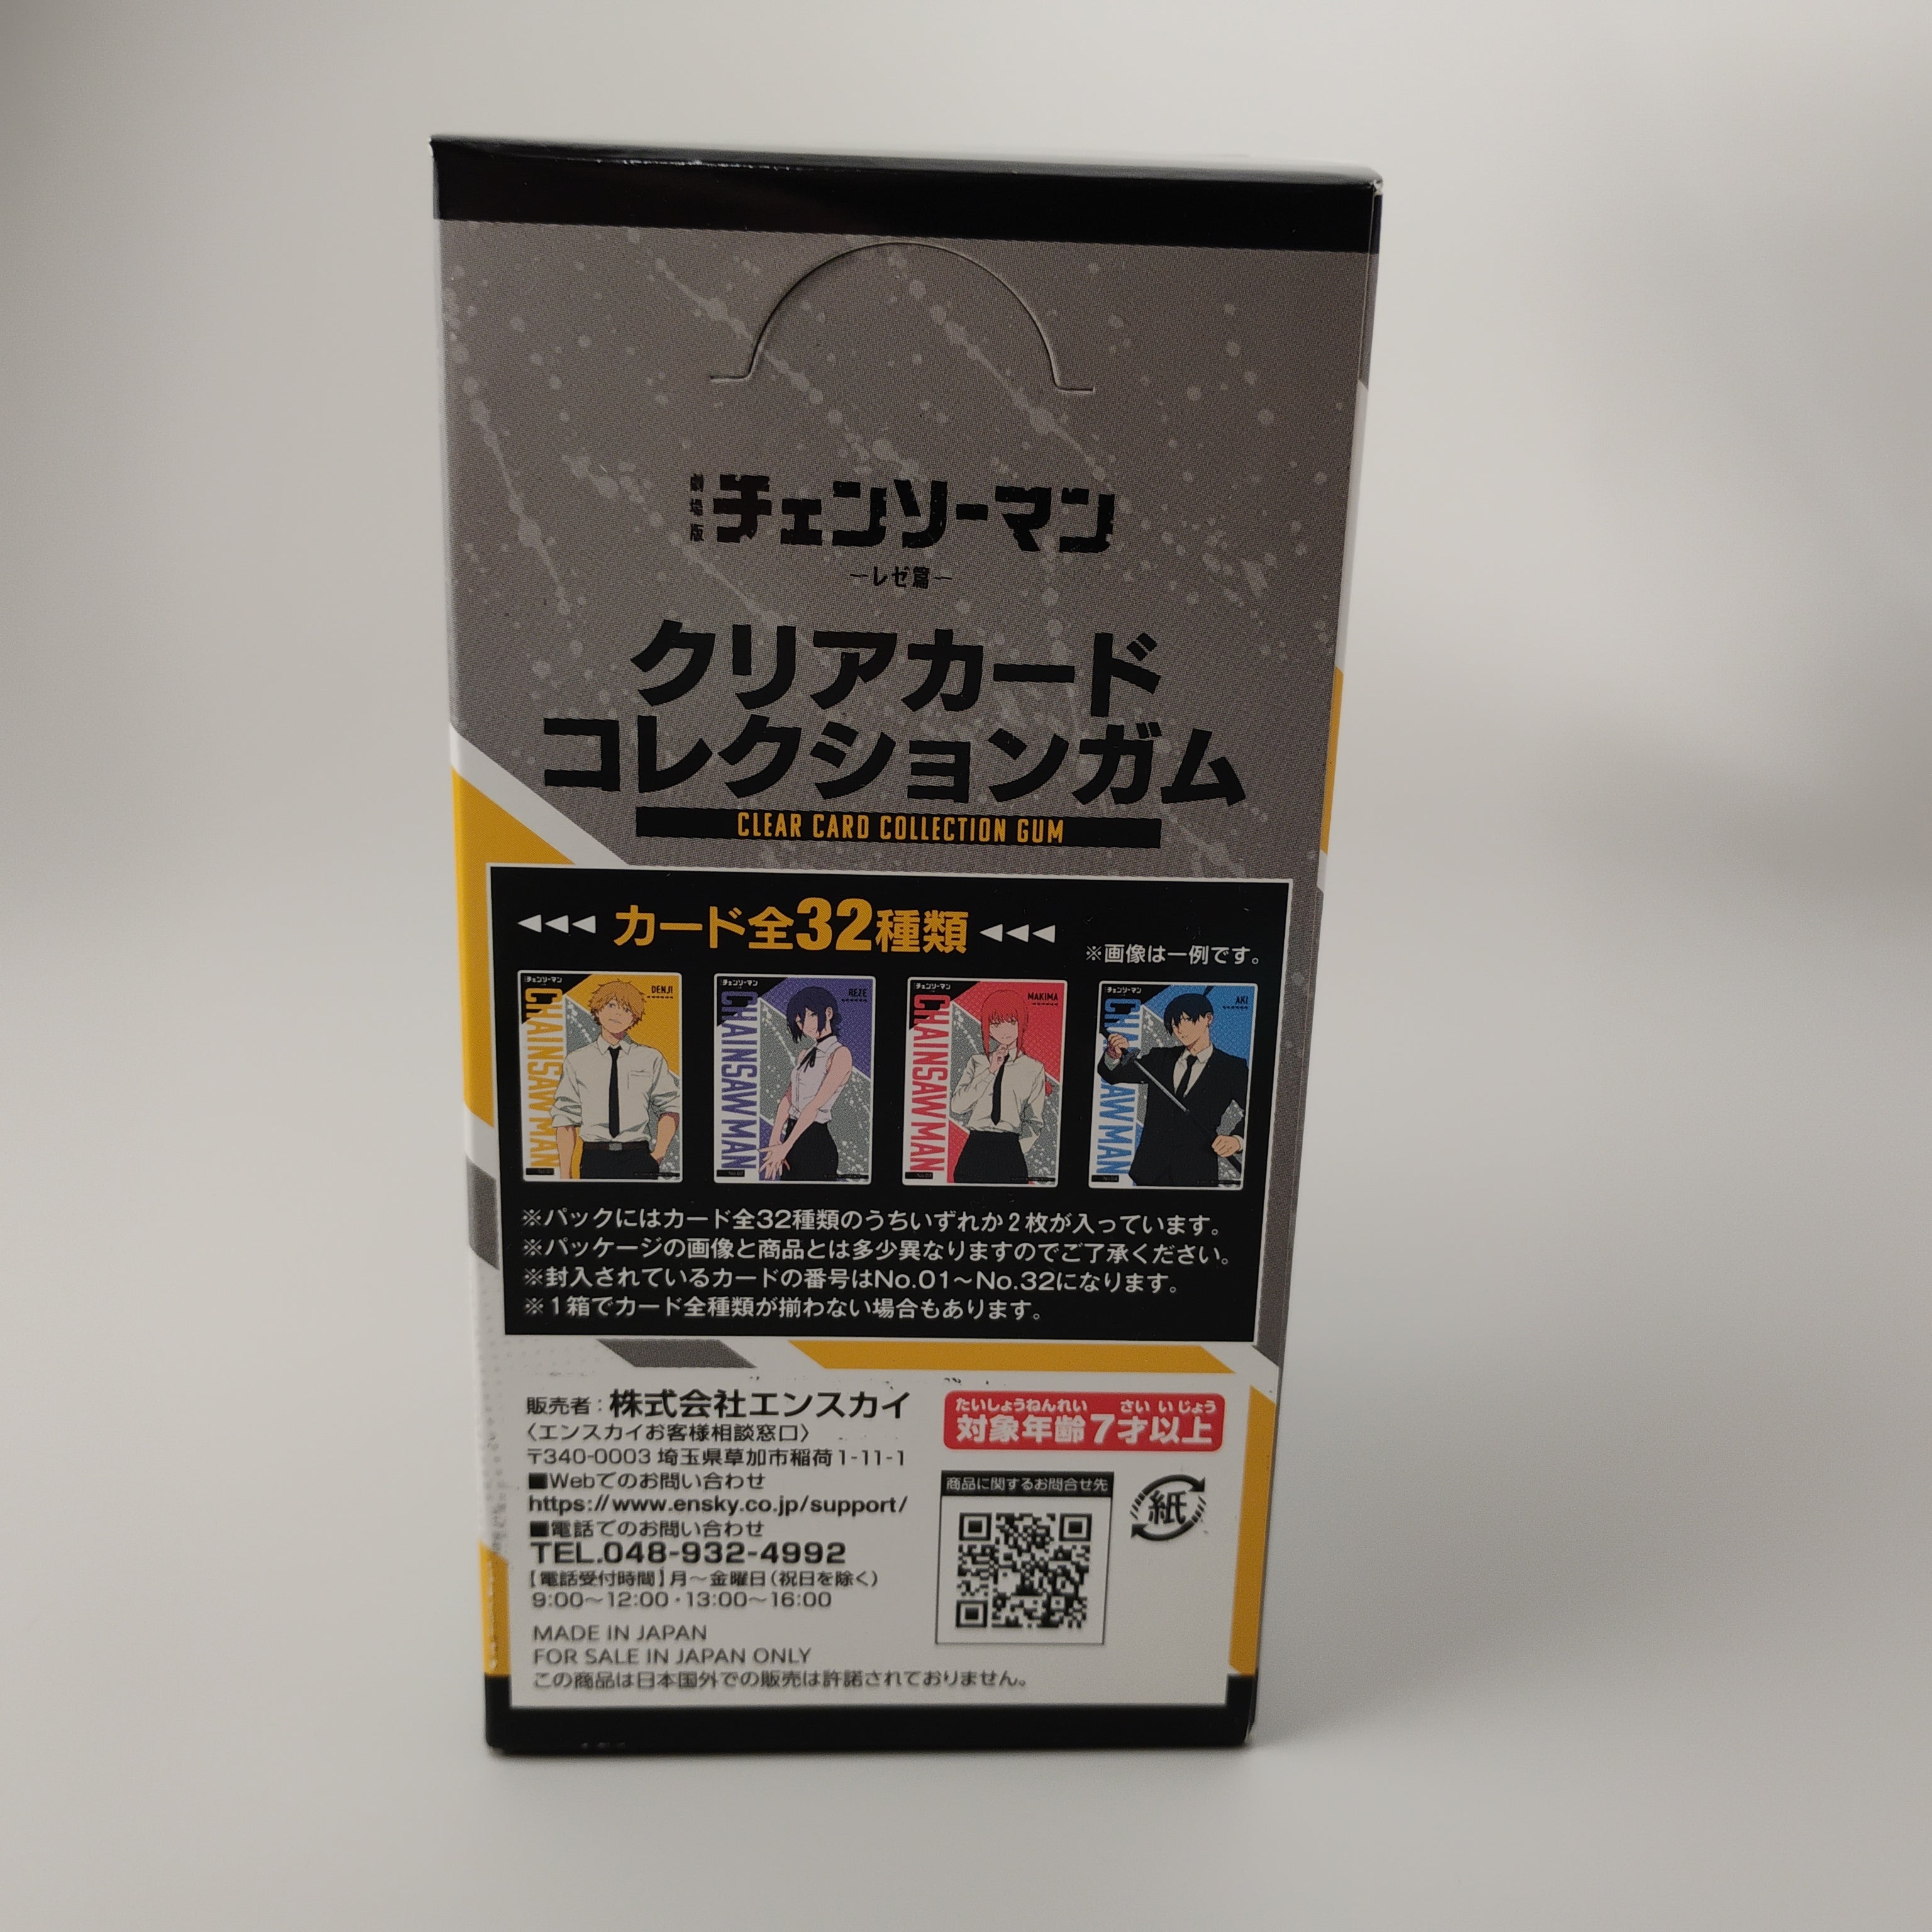 劇場版 チェンソーマン
ーレゼ篇ー
クリアカード
コレクションガム
CLEAR CARD COLLECTION GUM
カード全32種類
※画像は一例です。
チェンソーマン DENJI
CHAINSAW MAN
REZE
CHAINSAW MAN
チェンソーマン MAKIMA
CHAINSAW MAN
チェンソーマン AKI
CHAINSAW MAN
※パックにはカード全32種類のうちいずれか2枚が入っています。
※パッケージの画像と商品とは多少異なりますのでご了承ください。
※封入されているカードの番号はNo.01〜No.32になります。
※1箱でカード全種類が揃わない場合もあります。
販売者:株式会社エンスカイ
〈エンスカイお客様相談窓口〉
〒340-0003 埼玉県草加市稲荷1-11-1
■Webでのお問い合わせ
https://www.ensky.co.jp/support/
■電話でのお問い合わせ
TEL.048-932-4992
【電話受付時間】月〜金曜日(祝日を除く)
9:00〜12:00・13:00〜16:00
MADE IN JAPAN
FOR SALE IN JAPAN ONLY
この商品は日本国外での販売は許諾されておりません。
たいしょうねんれい さい いじょう
対象年齢7才以上
商品に関するお問合せ先
紙